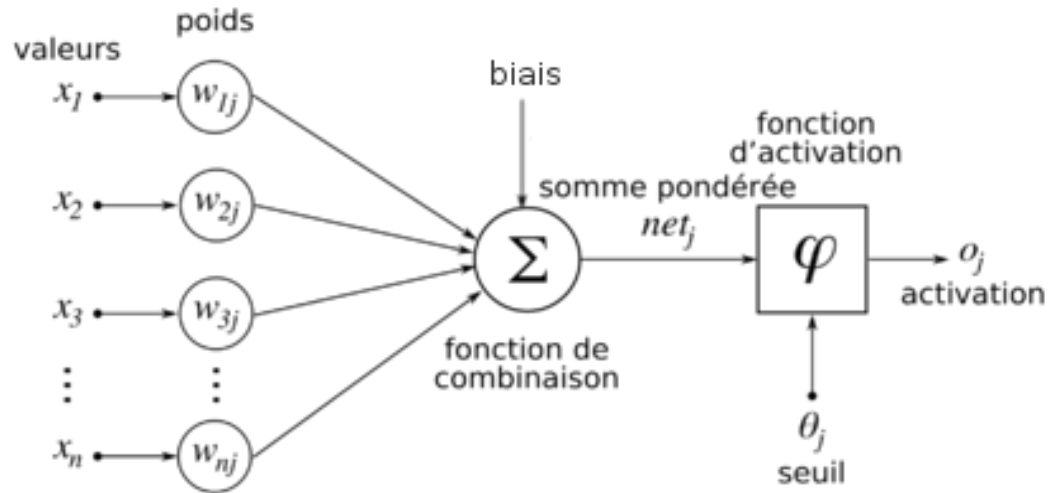 poids
valeurs
x₁
w₁ⱼ
biais
fonction
d'activation
x₂
w₂ⱼ
somme pondérée
netⱼ
Σ
φ
oⱼ
activation
x₃
w₃ⱼ
fonction de
combinaison
⋮
⋮
θⱼ
seuil
xₙ
wₙⱼ